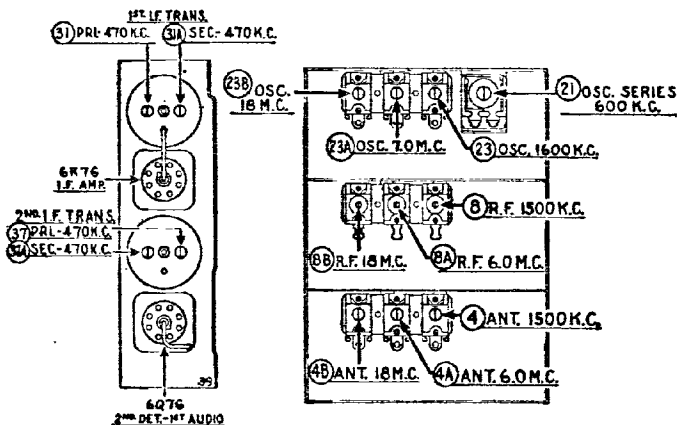 1ST. I.F. TRANS.
31 PRI.-470 K.C. 31A SEC.-470 K.C.
6K7G
I.F. AMP.
2ND. I.F. TRANS.
37 PRI.-470 K.C.
37A SEC.-470 K.C.
39
6Q7G
2ND DET.-1ST AUDIO
23B OSC.
18 M.C.
21 OSC. SERIES
600 K.C.
23A OSC. 7.0 M.C.
23 OSC. 1600 K.C.
8 R.F. 1500 K.C.
8B R.F. 18 M.C.
8A R.F. 6.0 M.C.
4 ANT. 1500 K.C.
4B ANT. 18 M.C.
4A ANT. 6.0 M.C.